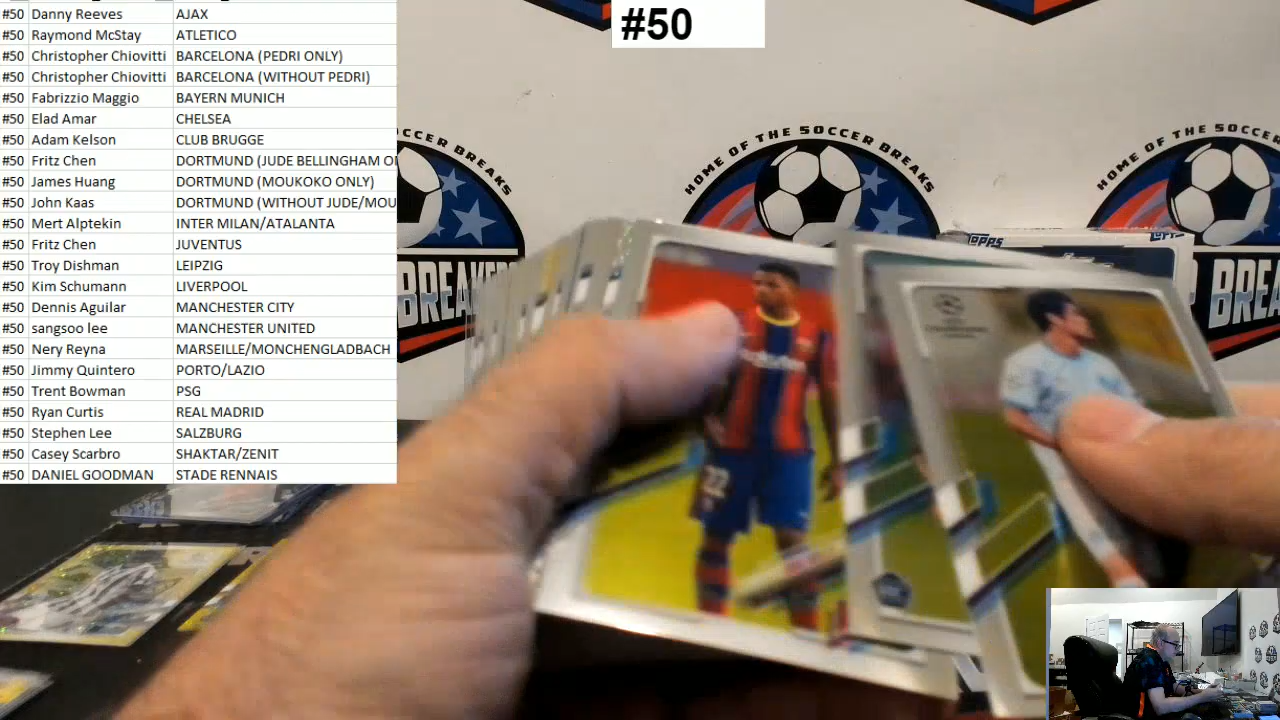 #50 Danny Reeves AJAX
#50 Raymond McStay ATLETICO
#50 Christopher Chiovitti BARCELONA (PEDRI ONLY)
#50 Christopher Chiovitti BARCELONA (WITHOUT PEDRI)
#50 Fabrizzio Maggio BAYERN MUNICH
#50 Elad Amar CHELSEA
#50 Adam Kelson CLUB BRUGGE
#50 Fritz Chen DORTMUND (JUDE BELLINGHAM O
#50 James Huang DORTMUND (MOUKOKO ONLY)
#50 John Kaas DORTMUND (WITHOUT JUDE/MOU
#50 Mert Alptekin INTER MILAN/ATALANTA
#50 Fritz Chen JUVENTUS
#50 Troy Dishman LEIPZIG
#50 Kim Schumann LIVERPOOL
#50 Dennis Aguilar MANCHESTER CITY
#50 sangsoo lee MANCHESTER UNITED
#50 Nery Reyna MARSEILLE/MONCHENGLADBACH
#50 Jimmy Quintero PORTO/LAZIO
#50 Trent Bowman PSG
#50 Ryan Curtis REAL MADRID
#50 Stephen Lee SALZBURG
#50 Casey Scarbro SHAKTAR/ZENIT
#50 DANIEL GOODMAN STADE RENNAIS
#50
CCER BREAKS
BREAKERS
HOME OF THE SOCCER BREAKS
HOME OF THE SOCCER BREAKS
BREA
TOPPS
22